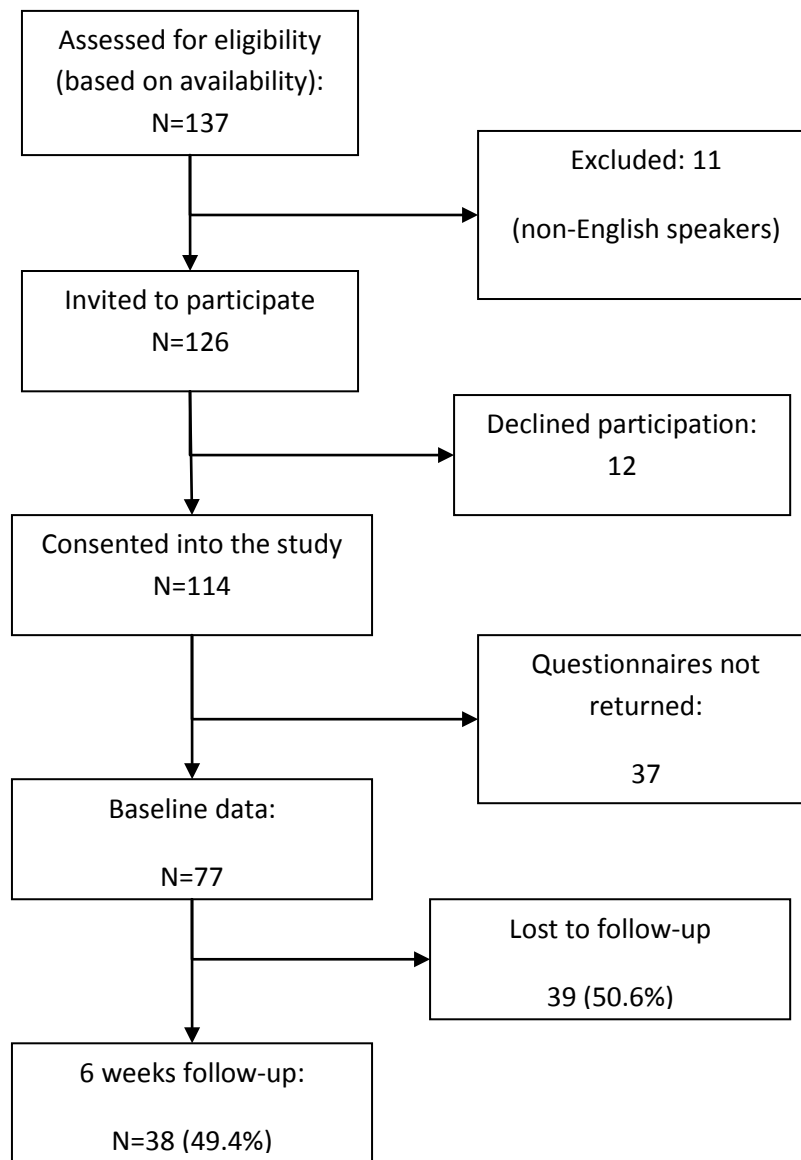 Assessed for eligibility
(based on availability):
N=137
Excluded: 11
(non-English speakers)
Invited to participate
N=126
Declined participation:
12
Consented into the study
N=114
Questionnaires not
returned:
37
Baseline data:
N=77
Lost to follow-up
39 (50.6%)
6 weeks follow-up:
N=38 (49.4%)